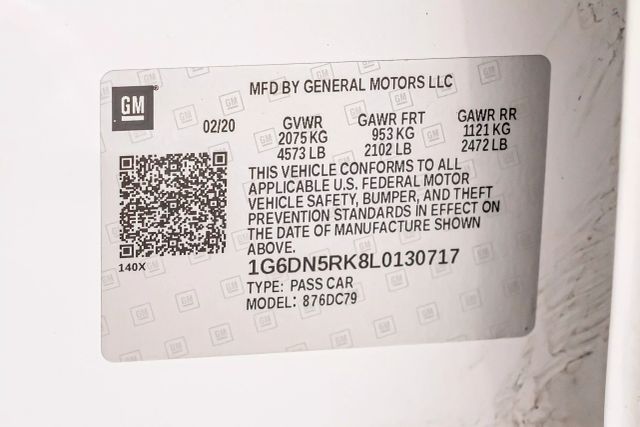 MFD BY GENERAL MOTORS LLC
GM
02/20
GVWR GAWR FRT GAWR RR
2075 KG 953 KG 1121 KG
4573 LB 2102 LB 2472 LB
THIS VEHICLE CONFORMS TO ALL
APPLICABLE U.S. FEDERAL MOTOR
VEHICLE SAFETY, BUMPER, AND THEFT
PREVENTION STANDARDS IN EFFECT ON
THE DATE OF MANUFACTURE SHOWN
ABOVE.
140X
1G6DN5RK8L0130717
TYPE: PASS CAR
MODEL: 876DC79